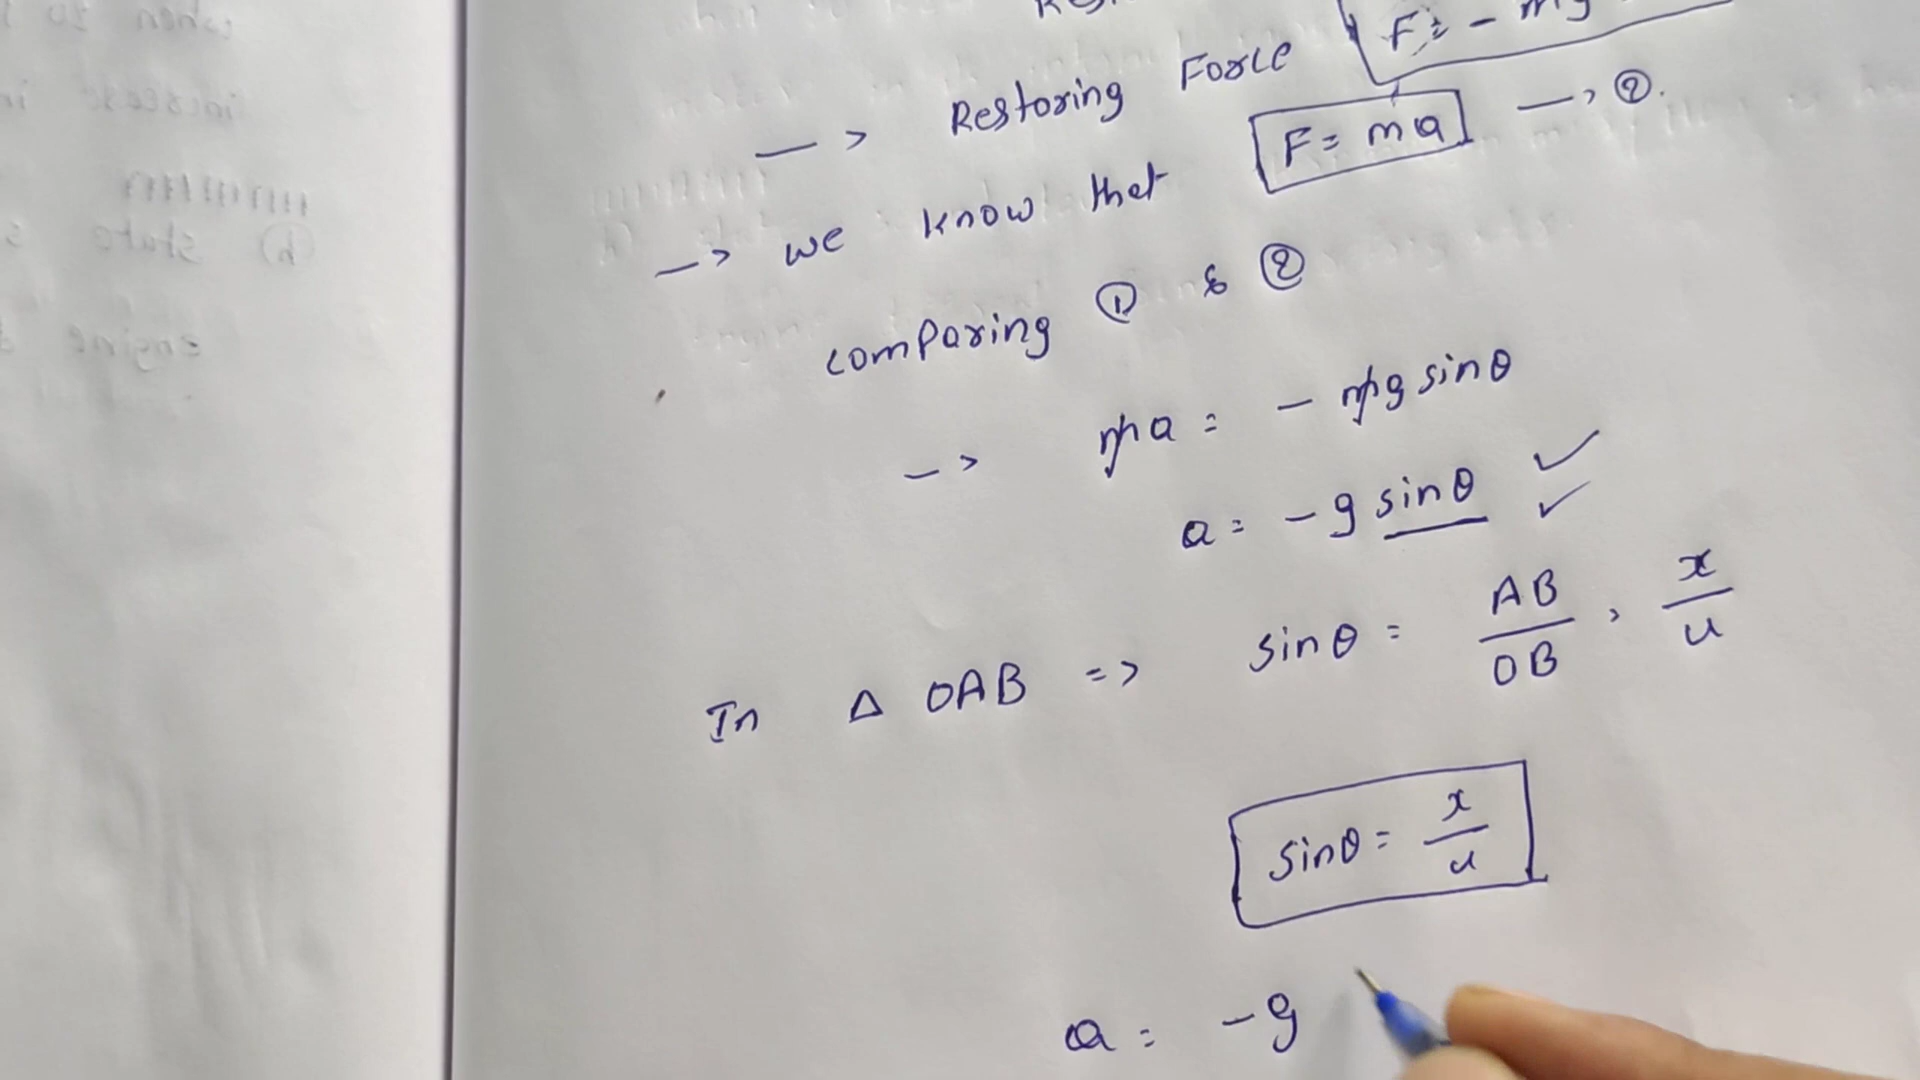 —> Restoring Force F = - mg
—> we know that F = ma —> ②.
comparing ① & ②
—> ma = - mg sinθ
a = - g sinθ ✓ ✓
In Δ OAB => sinθ = AB/OB , x/u
sinθ = x/u
a = -g